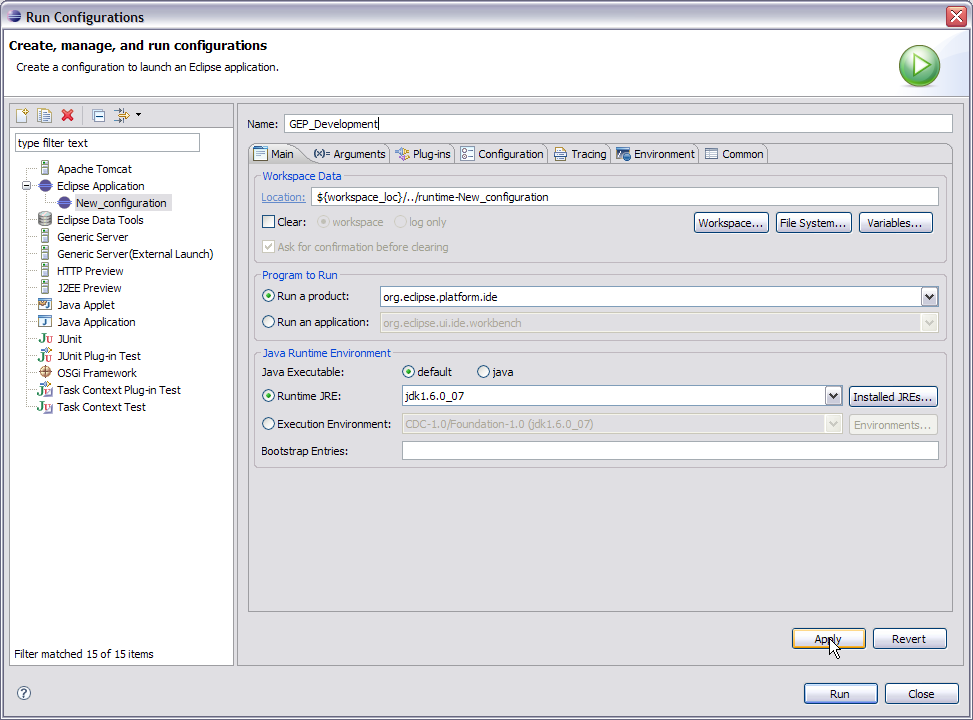 Run Configurations
Create, manage, and run configurations
Create a configuration to launch an Eclipse application.
type filter text
Apache Tomcat
Eclipse Application
New_configuration
Eclipse Data Tools
Generic Server
Generic Server(External Launch)
HTTP Preview
J2EE Preview
Java Applet
Java Application
JUnit
JUnit Plug-in Test
OSGi Framework
Task Context Plug-in Test
Task Context Test
Filter matched 15 of 15 items
Name: GEP_Development
Main (x)= Arguments Plug-ins Configuration Tracing Environment Common
Workspace Data
Location: ${workspace_loc}/../runtime-New_configuration
Clear: workspace log only Workspace... File System... Variables...
Ask for confirmation before clearing
Program to Run
Run a product: org.eclipse.platform.ide
Run an application: org.eclipse.ui.ide.workbench
Java Runtime Environment
Java Executable: default java
Runtime JRE: jdk1.6.0_07 Installed JREs...
Execution Environment: CDC-1.0/Foundation-1.0 (jdk1.6.0_07) Environments...
Bootstrap Entries:
Apply Revert
Run Close